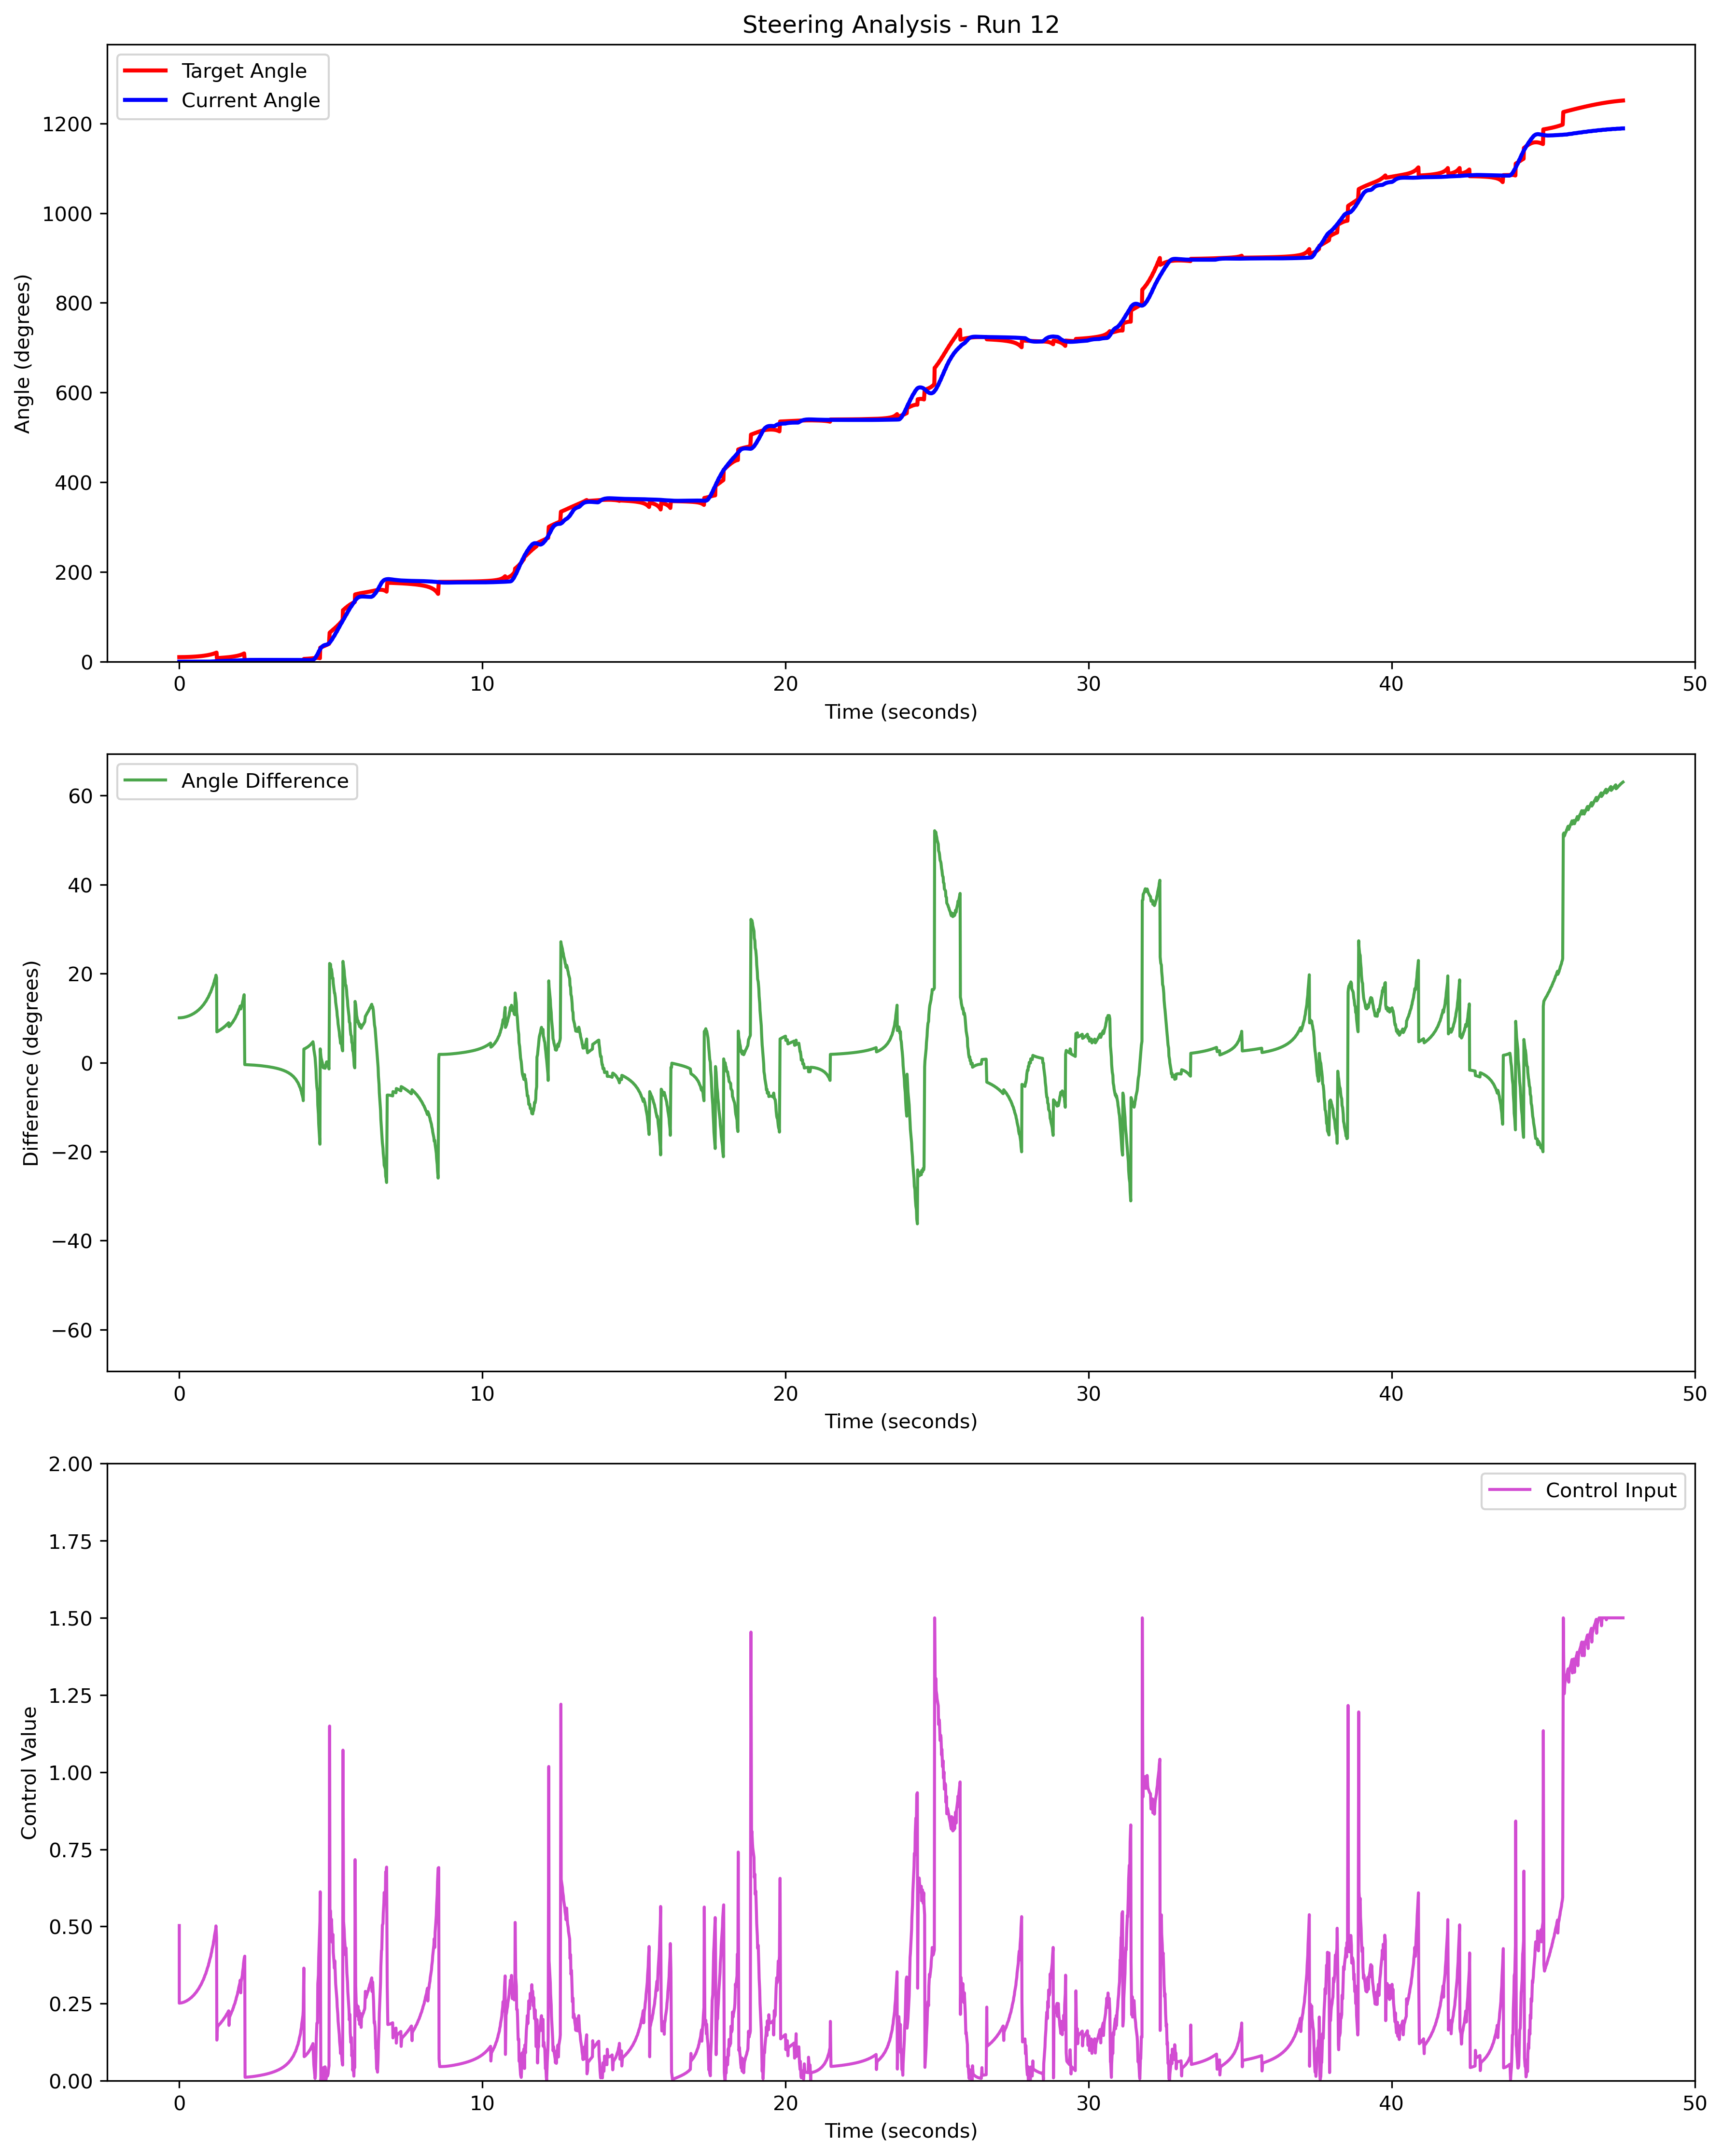 Steering Analysis - Run 12
Target Angle
Current Angle
Angle (degrees)
1200
1000
800
600
400
200
0
0 10 20 30 40 50
Time (seconds)
Angle Difference
Difference (degrees)
60
40
20
0
−20
−40
−60
0 10 20 30 40 50
Time (seconds)
Control Input
Control Value
2.00
1.75
1.50
1.25
1.00
0.75
0.50
0.25
0.00
0 10 20 30 40 50
Time (seconds)